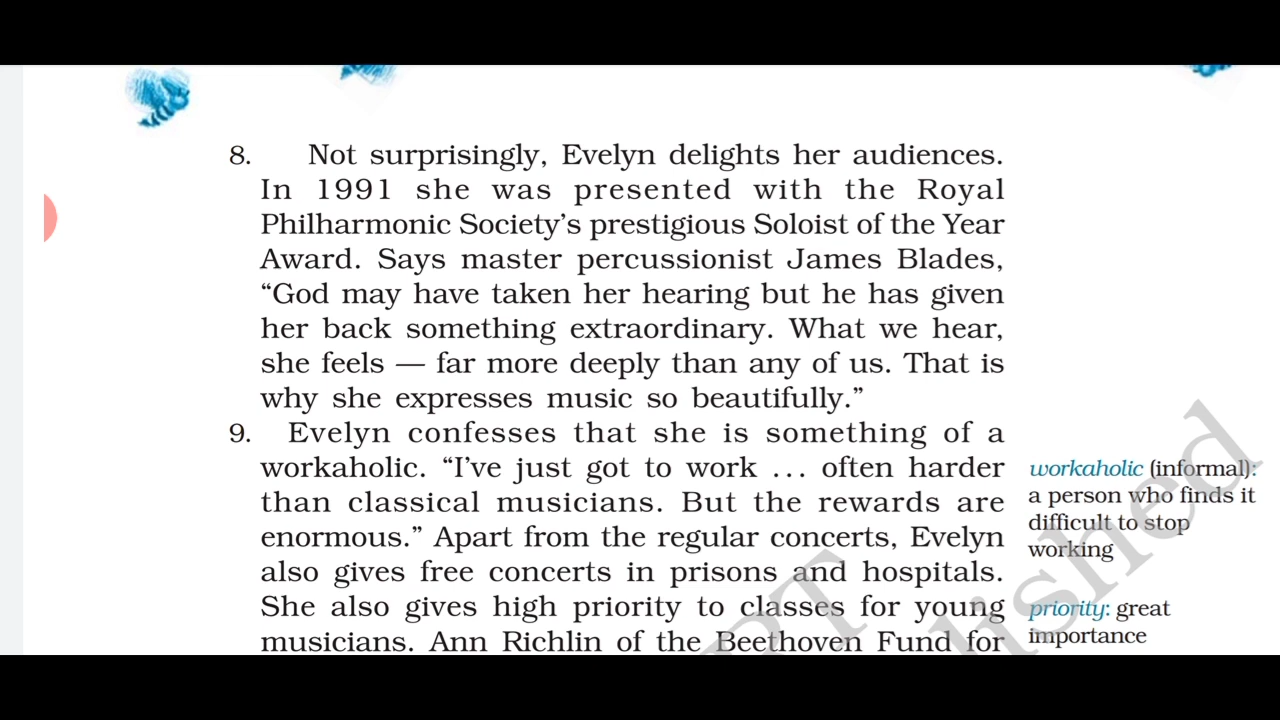 8. Not surprisingly, Evelyn delights her audiences.
In 1991 she was presented with the Royal
Philharmonic Society's prestigious Soloist of the Year
Award. Says master percussionist James Blades,
“God may have taken her hearing but he has given
her back something extraordinary. What we hear,
she feels — far more deeply than any of us. That is
why she expresses music so beautifully.”
9. Evelyn confesses that she is something of a
workaholic. “I've just got to work ... often harder
than classical musicians. But the rewards are
enormous.” Apart from the regular concerts, Evelyn
also gives free concerts in prisons and hospitals.
She also gives high priority to classes for young
musicians. Ann Richlin of the Beethoven Fund for
workaholic (informal):
a person who finds it
difficult to stop
working
priority: great
importance